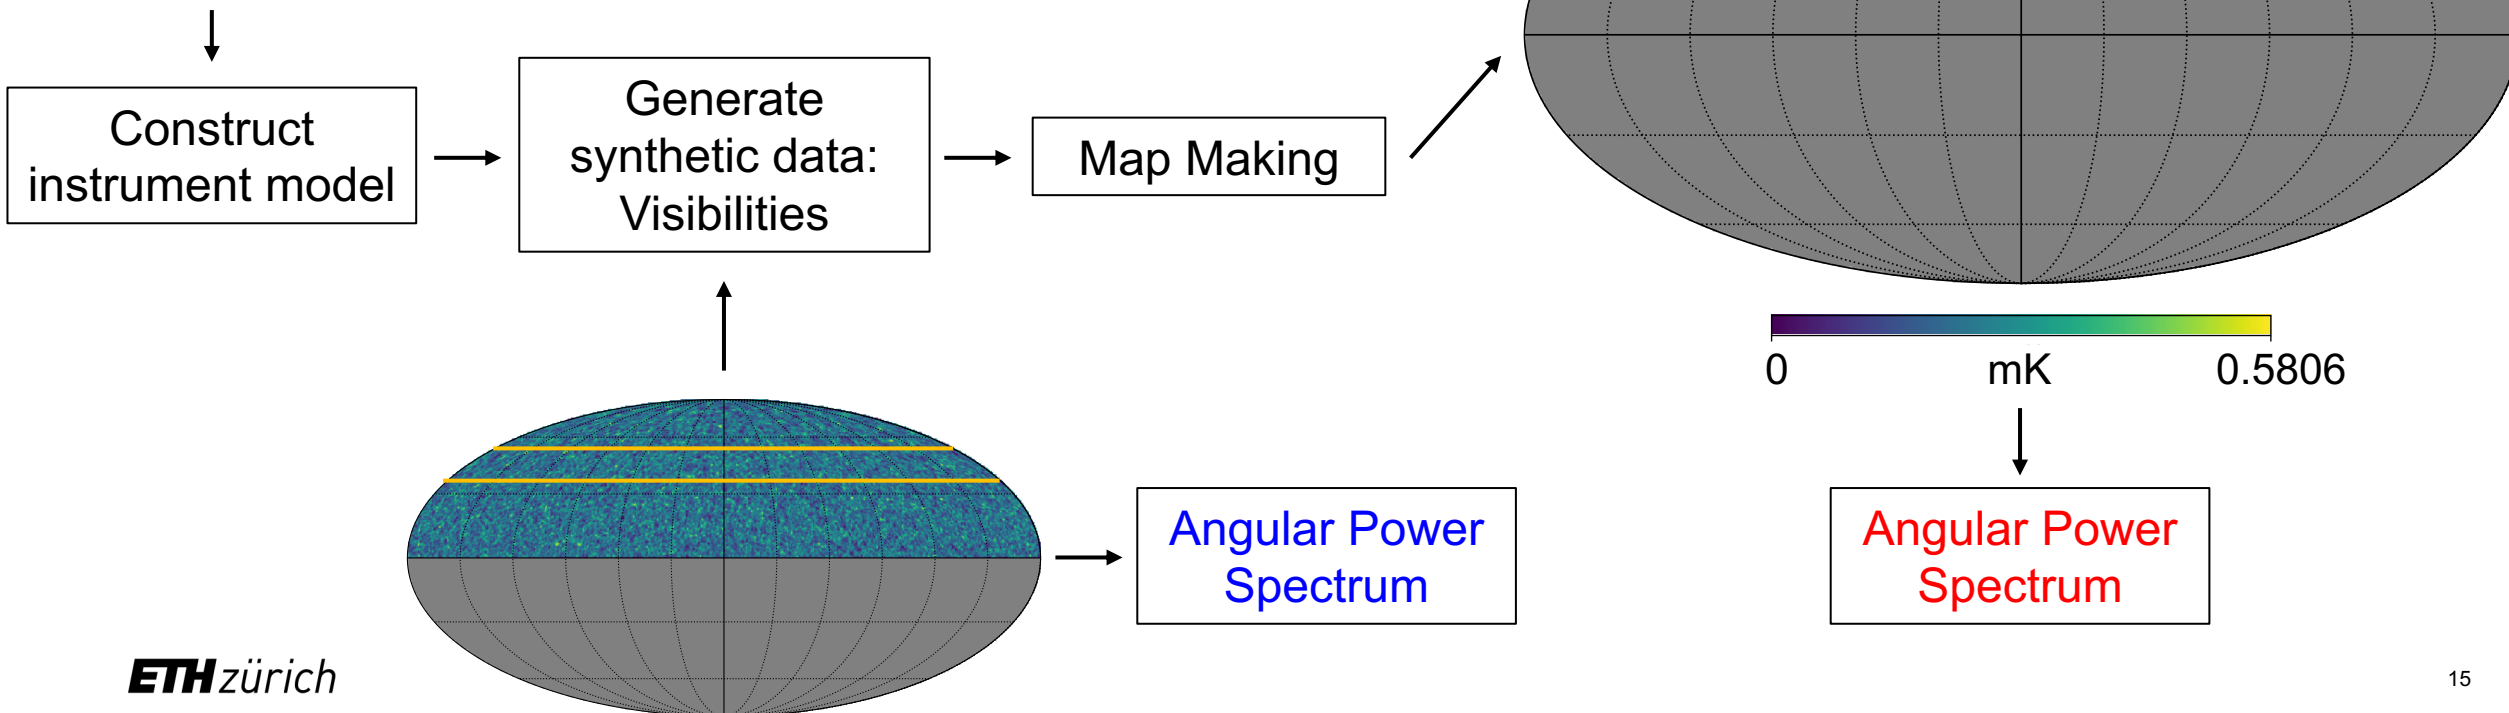 Construct
instrument model
Generate
synthetic data:
Visibilities
Map Making
0 mK 0.5806
Angular Power
Spectrum
Angular Power
Spectrum
ETH zürich
15